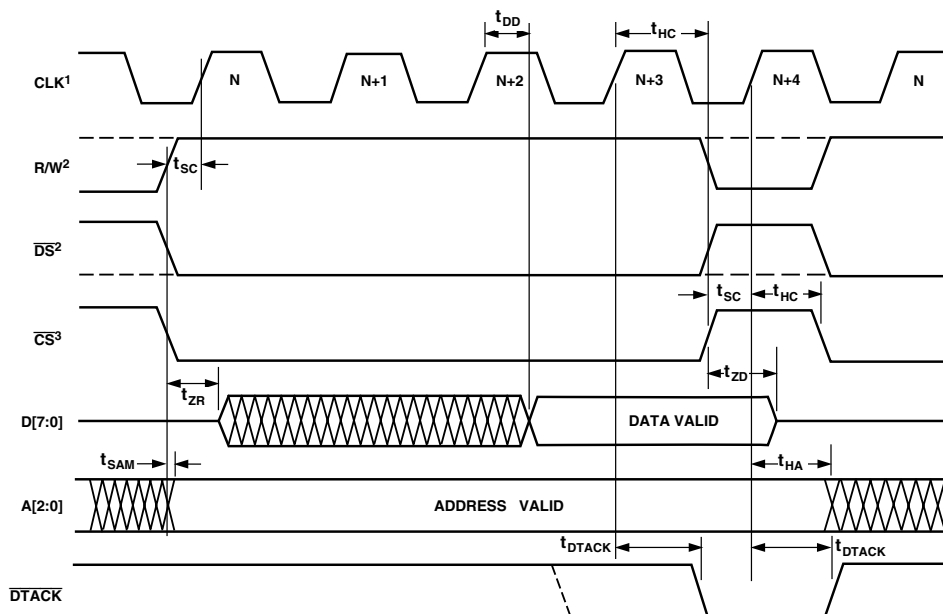 tDD
tHC
CLK1
N
N+1
N+2
N+3
N+4
N
R/W2
tSC
DS2
tSC
tHC
CS3
tZR
tZD
D[7:0]
DATA VALID
tSAM
tHA
A[2:0]
ADDRESS VALID
tDTACK
tDTACK
DTACK